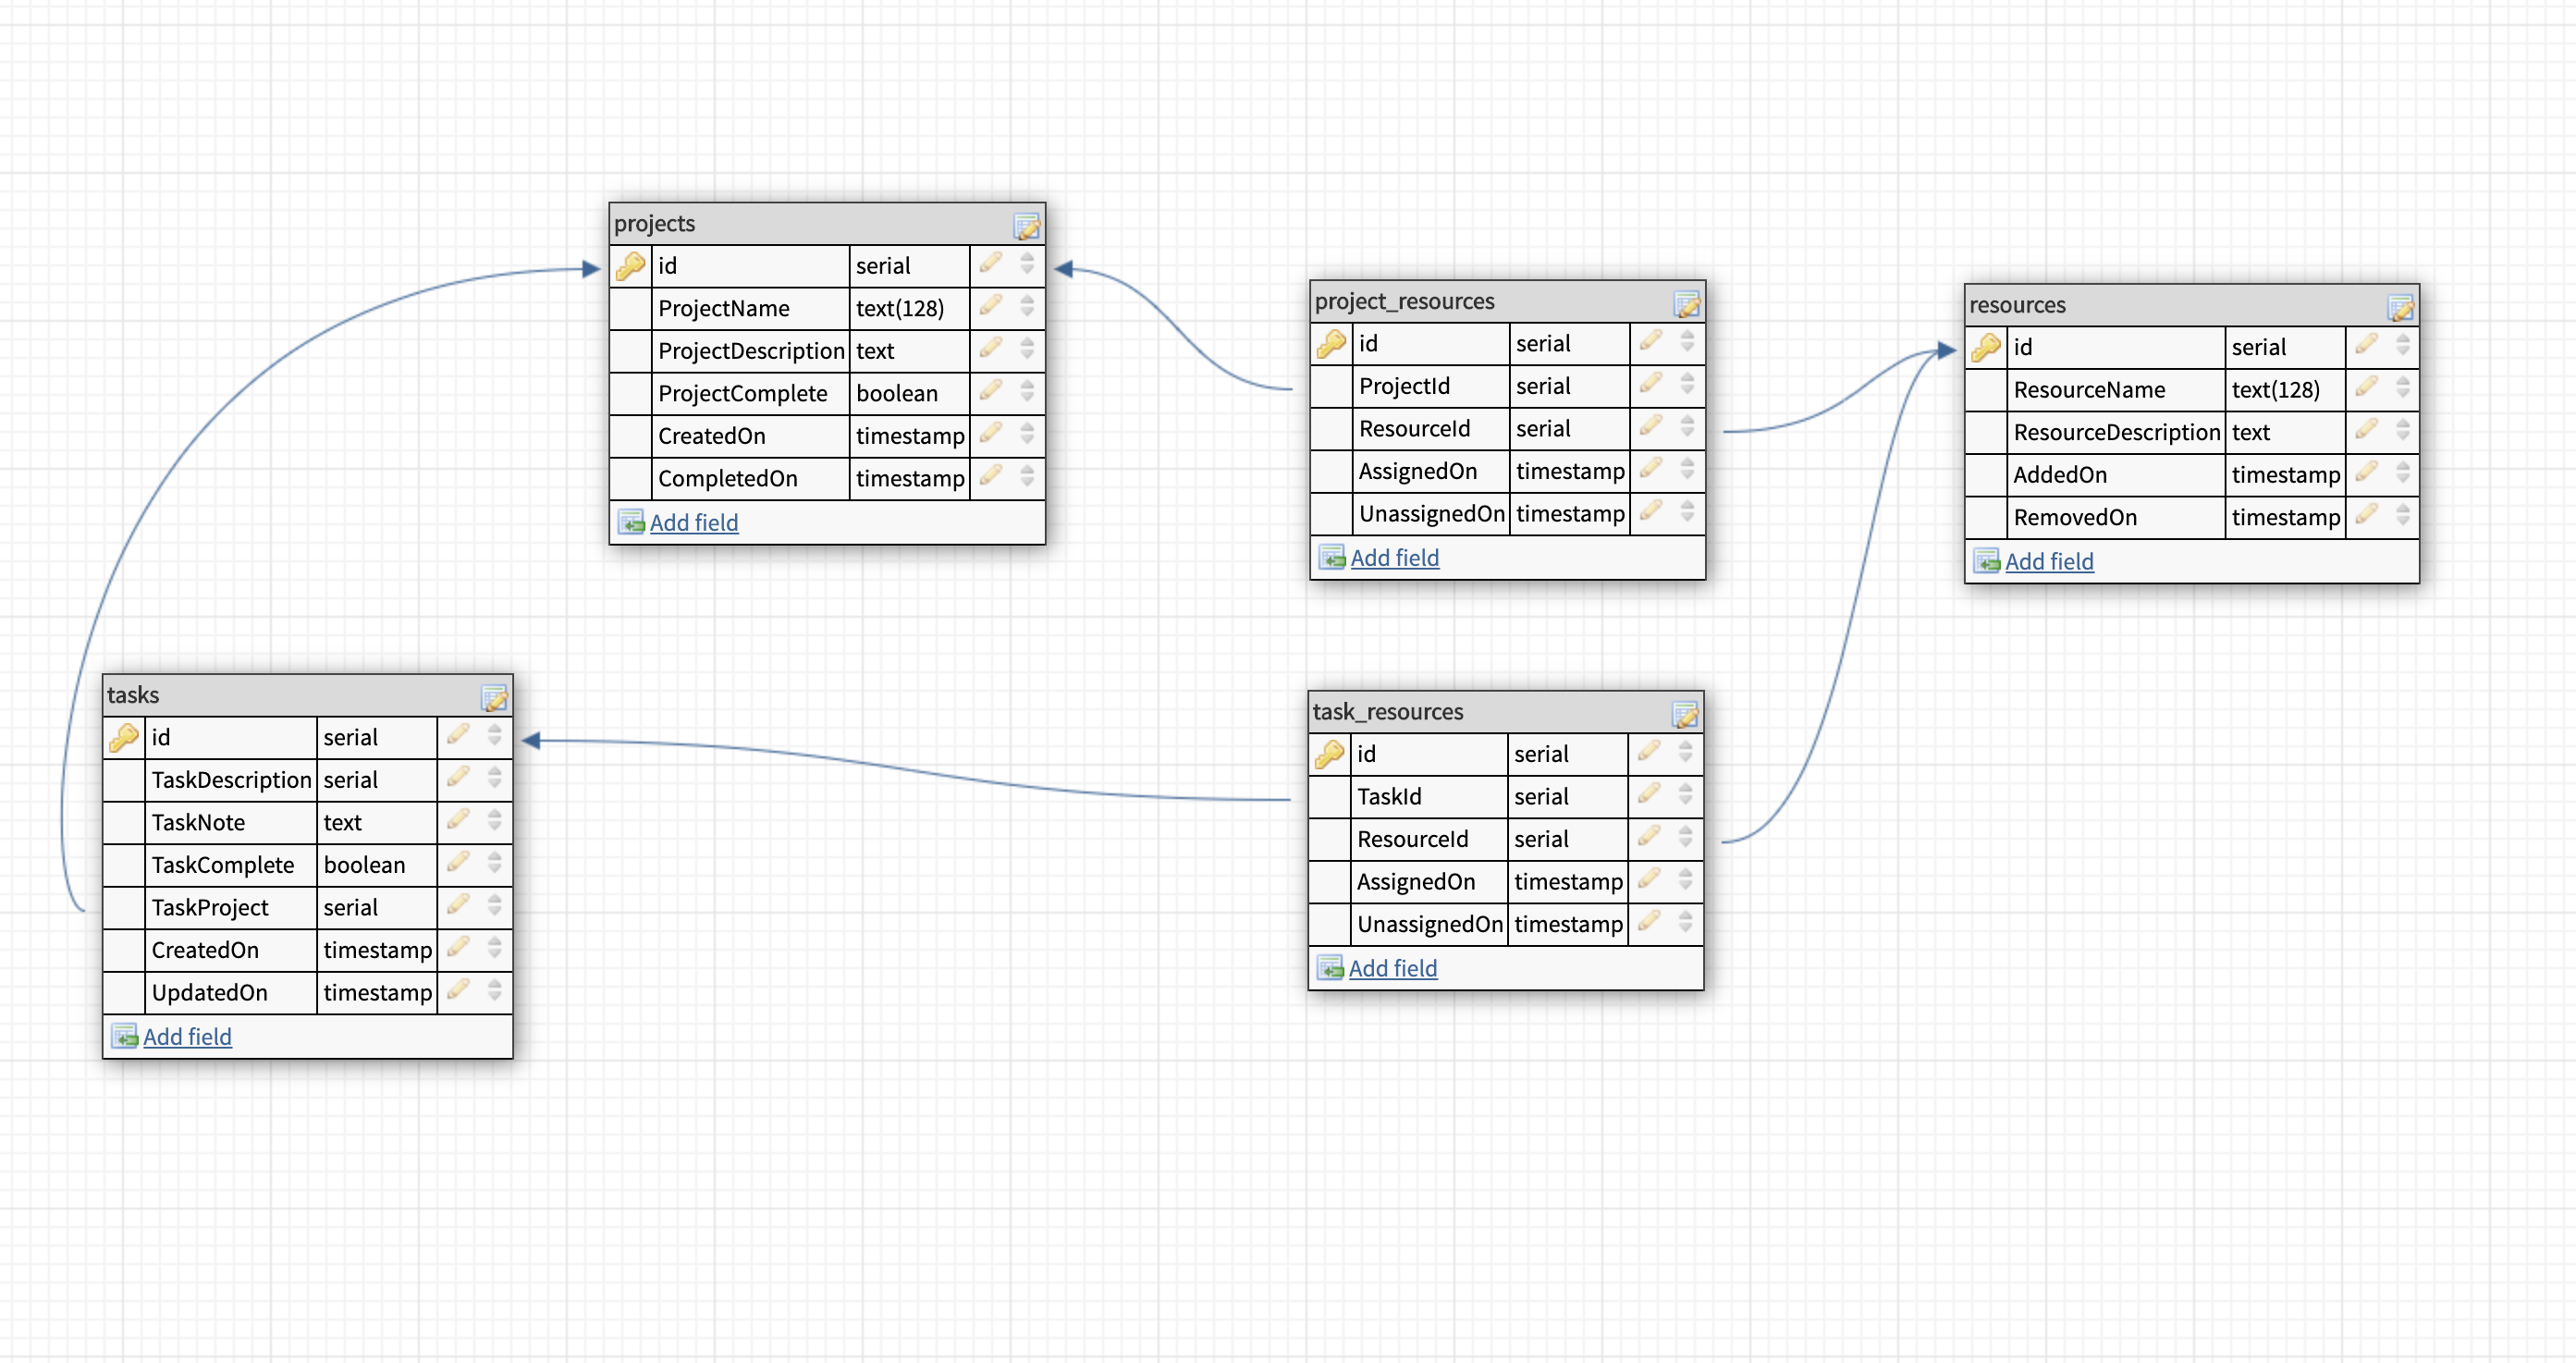 projects
id serial
ProjectName text(128)
ProjectDescription text
ProjectComplete boolean
CreatedOn timestamp
CompletedOn timestamp
Add field
project_resources
id serial
ProjectId serial
ResourceId serial
AssignedOn timestamp
UnassignedOn timestamp
Add field
resources
id serial
ResourceName text(128)
ResourceDescription text
AddedOn timestamp
RemovedOn timestamp
Add field
tasks
id serial
TaskDescription serial
TaskNote text
TaskComplete boolean
TaskProject serial
CreatedOn timestamp
UpdatedOn timestamp
Add field
task_resources
id serial
TaskId serial
ResourceId serial
AssignedOn timestamp
UnassignedOn timestamp
Add field